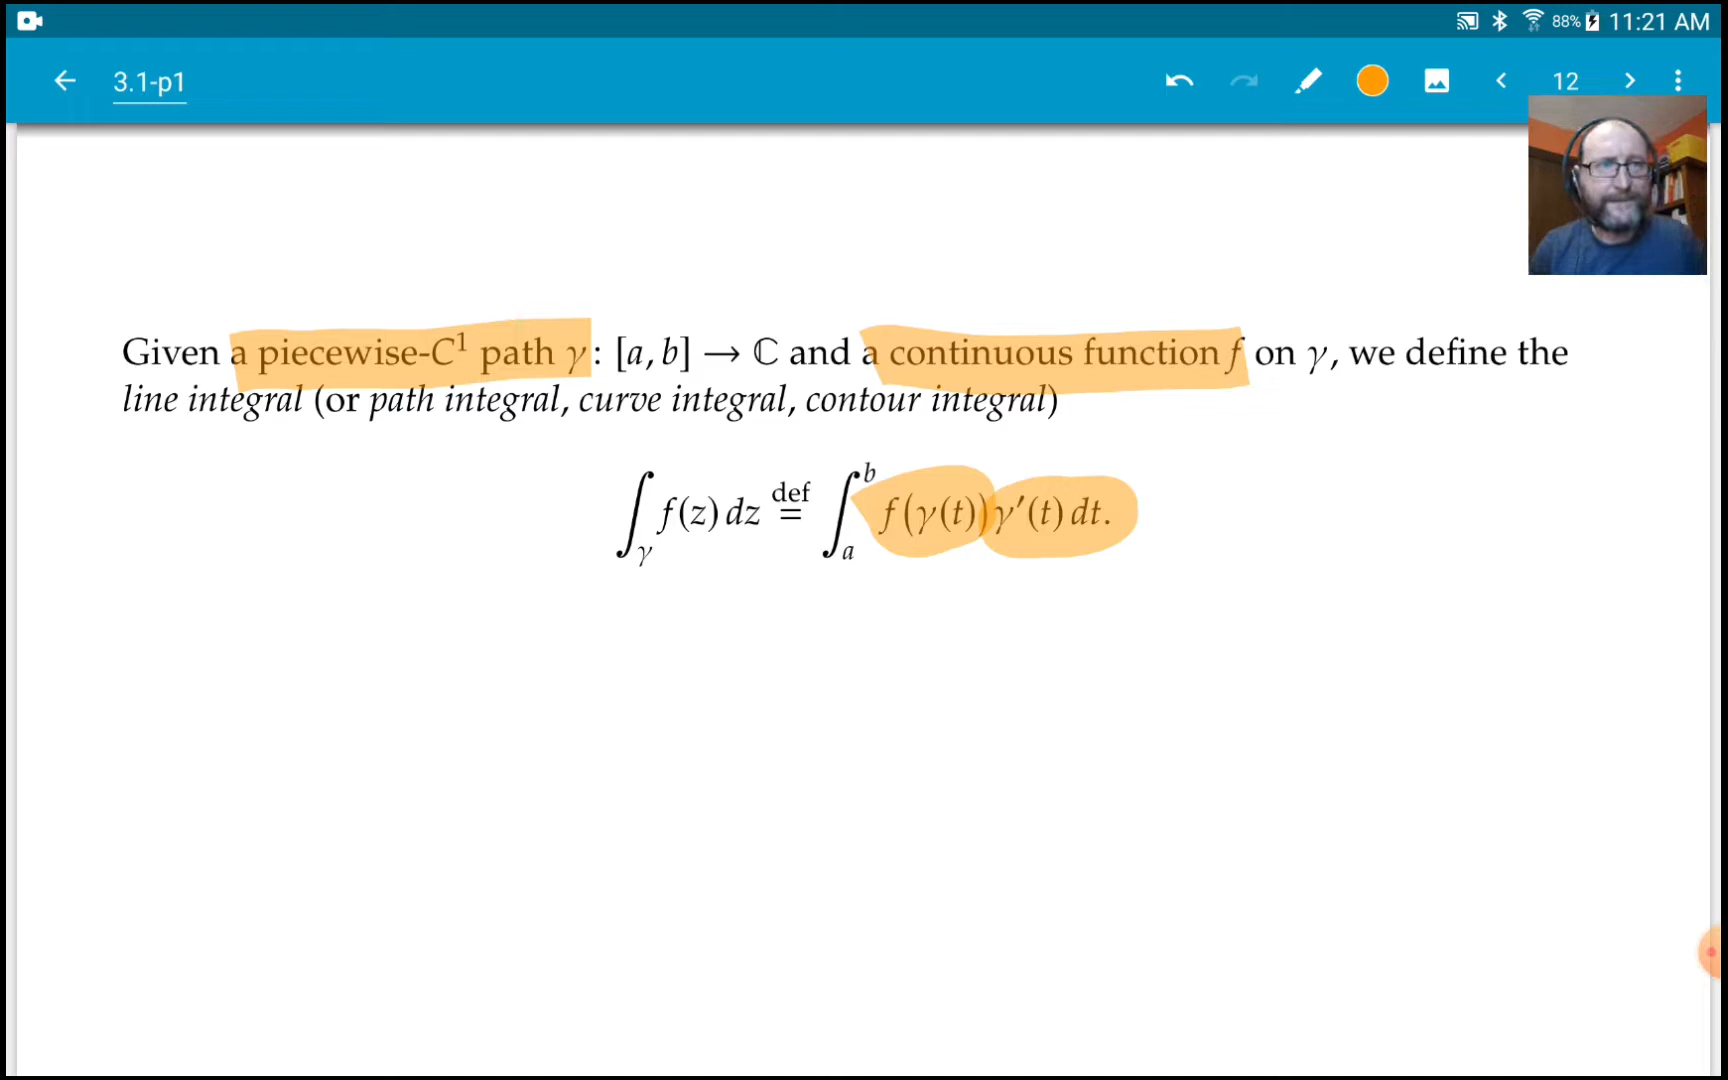 88% 11:21 AM
3.1-p1 12
Given a piecewise-C¹ path γ: [a, b] → ℂ and a continuous function f on γ, we define the
line integral (or path integral, curve integral, contour integral)
∫_γ f(z) dz def= ∫_a^b f(γ(t))γ′(t) dt.